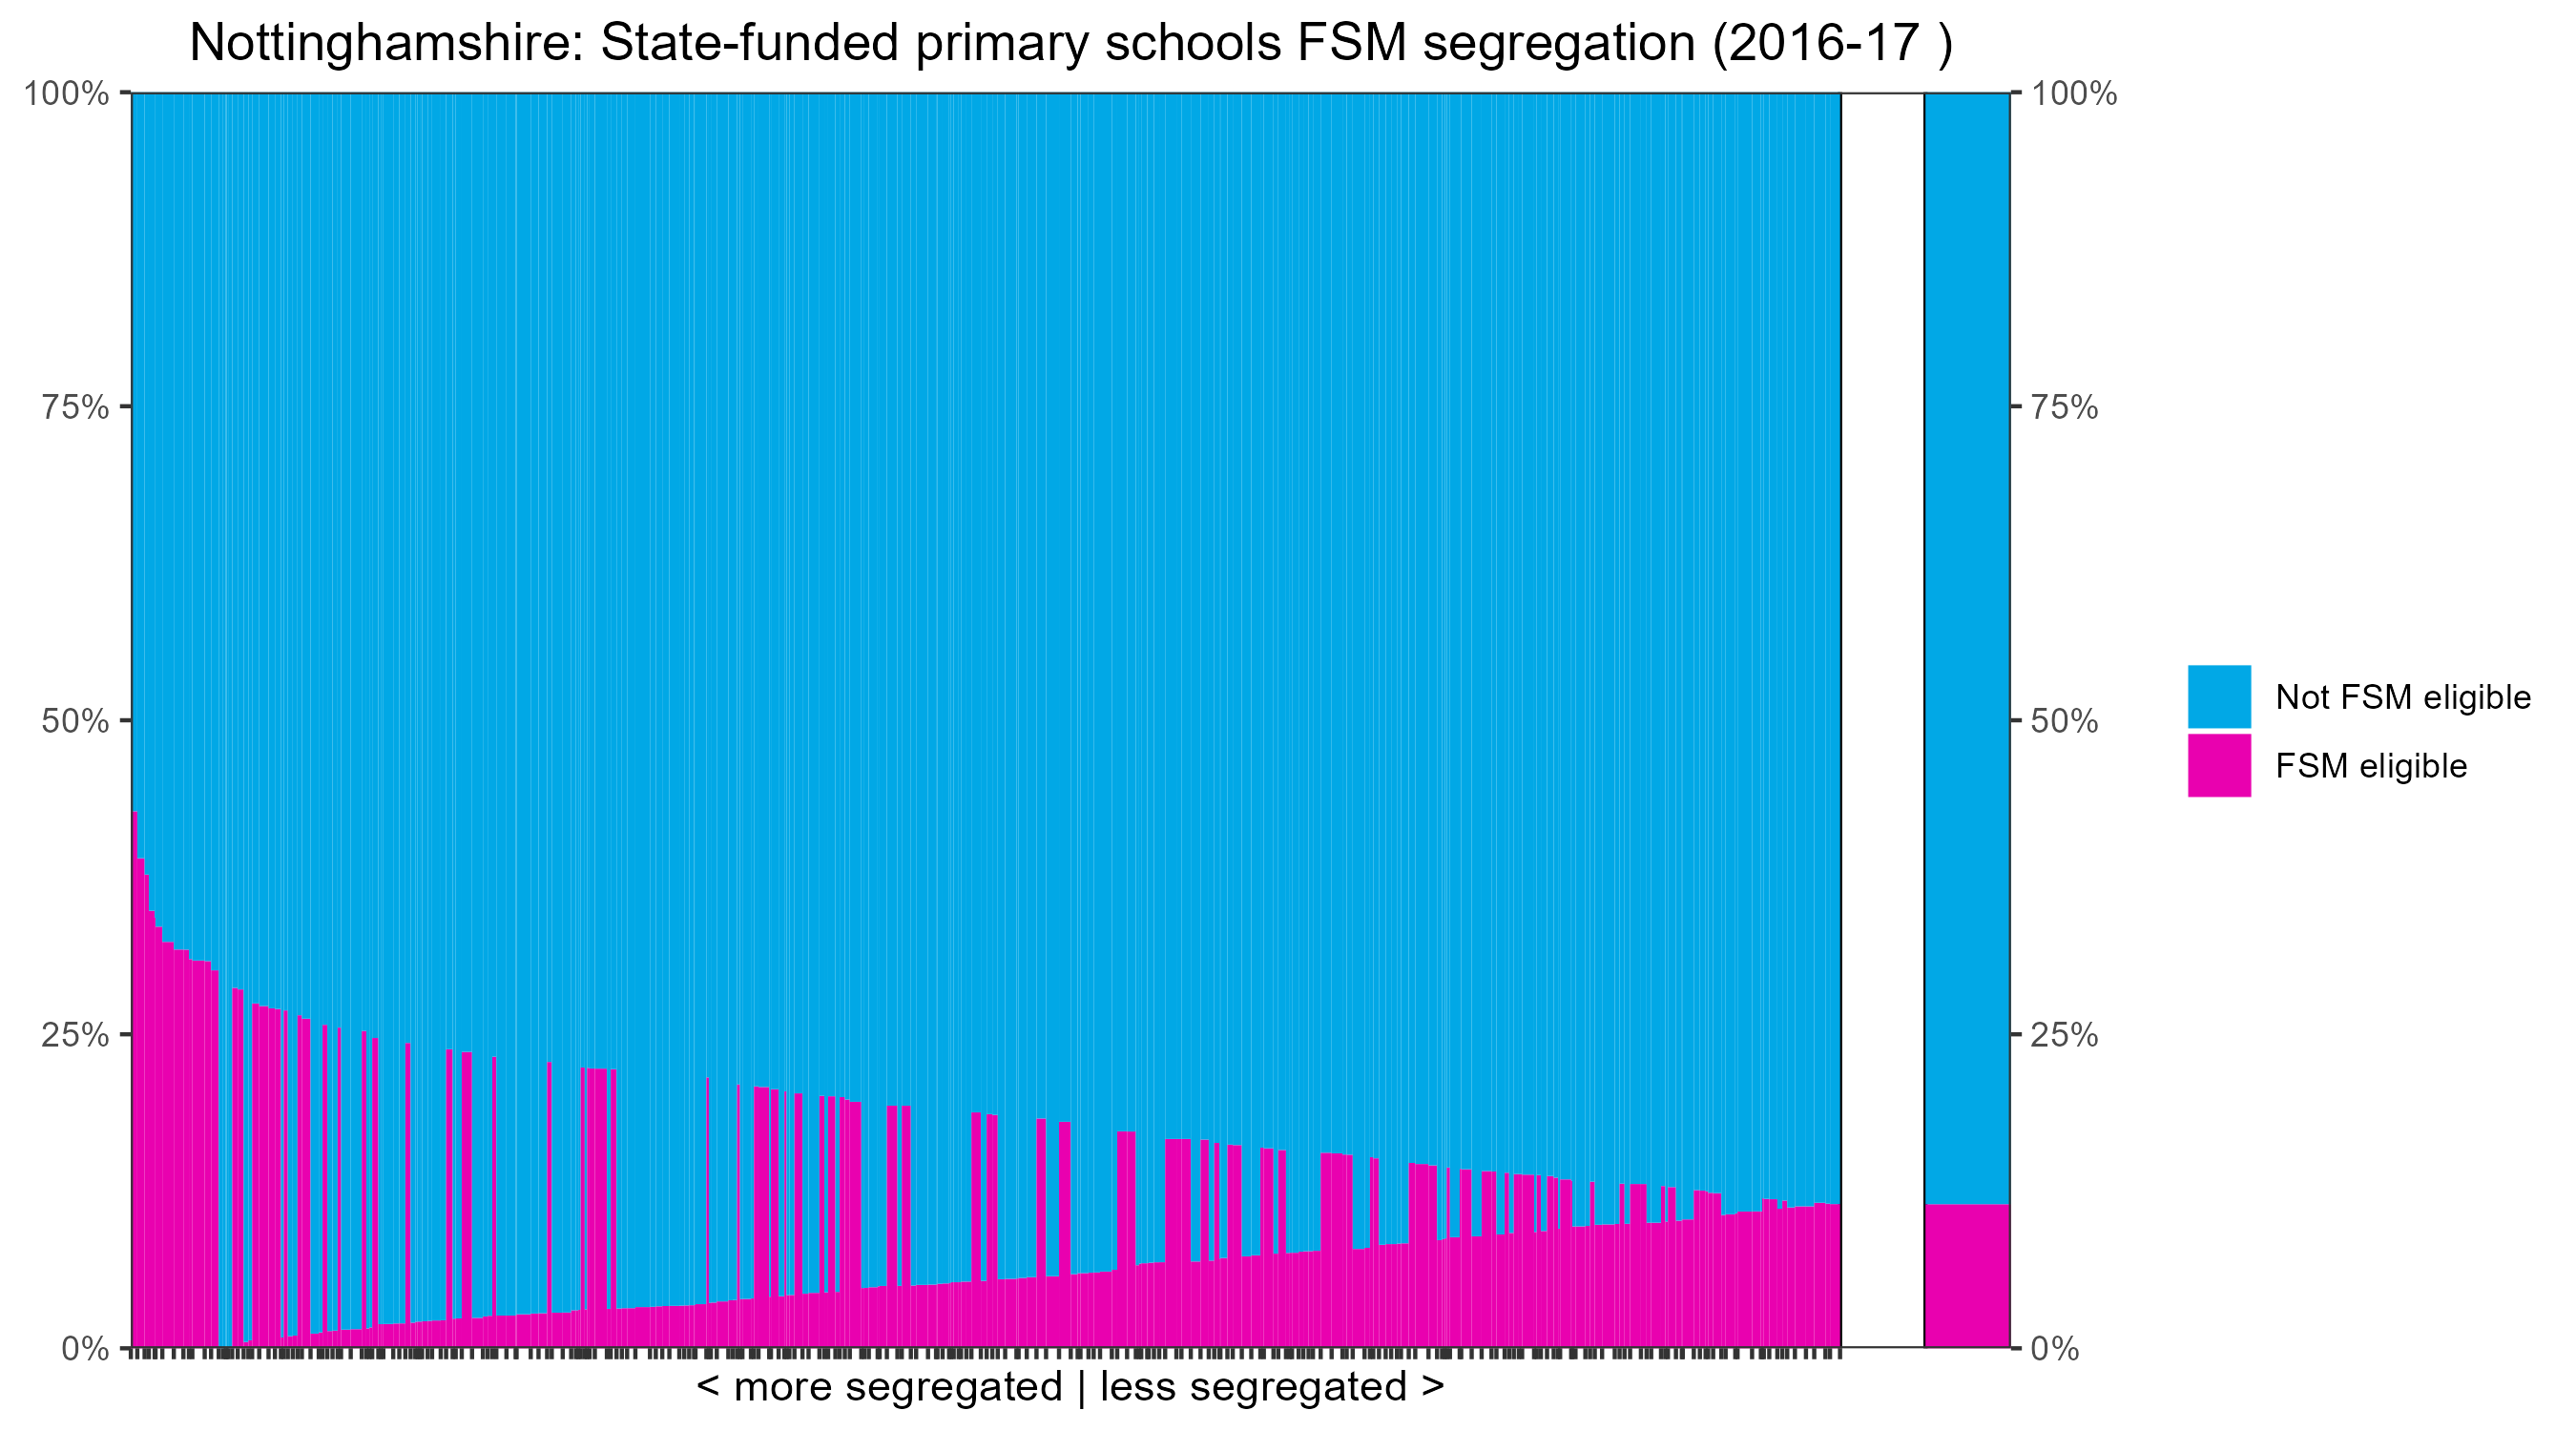 Nottinghamshire: State-funded primary schools FSM segregation (2016-17 )
100%
75%
50%
25%
0%
100%
75%
50%
25%
0%
Not FSM eligible
FSM eligible
< more segregated | less segregated >